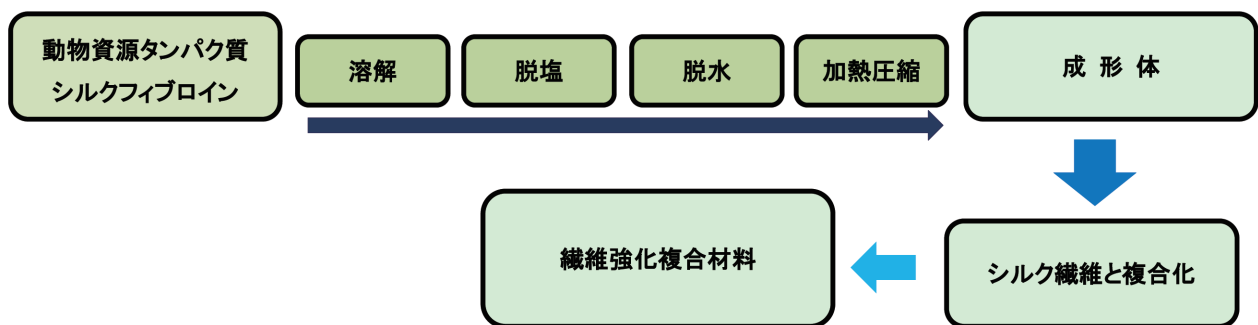 動物資源タンパク質
シルクフィブロイン
溶解
脱塩
脱水
加熱圧縮
成 形 体
シルク繊維と複合化
繊維強化複合材料